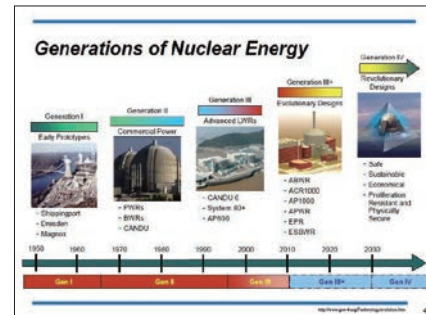 Generations of Nuclear Energy
Generation I
Early Prototypes
- Shippingport
- Dresden
- Magnox
Generation II
Commercial Power
- PWRs
- BWRs
- CANDU
Generation III
Advanced LWRs
- CANDU 6
- System 80+
- AP600
Generation III+
Evolutionary Designs
- ABWR
- ACR1000
- AP1000
- APWR
- EPR
- ESBWR
Generation IV
Revolutionary
Designs
- Safe
- Sustainable
- Economical
- Proliferation
Resistant and
Physically
Secure
1950 1960 1970 1980 1990 2000 2010 2020 2030
Gen I Gen II Gen III Gen III+ Gen IV